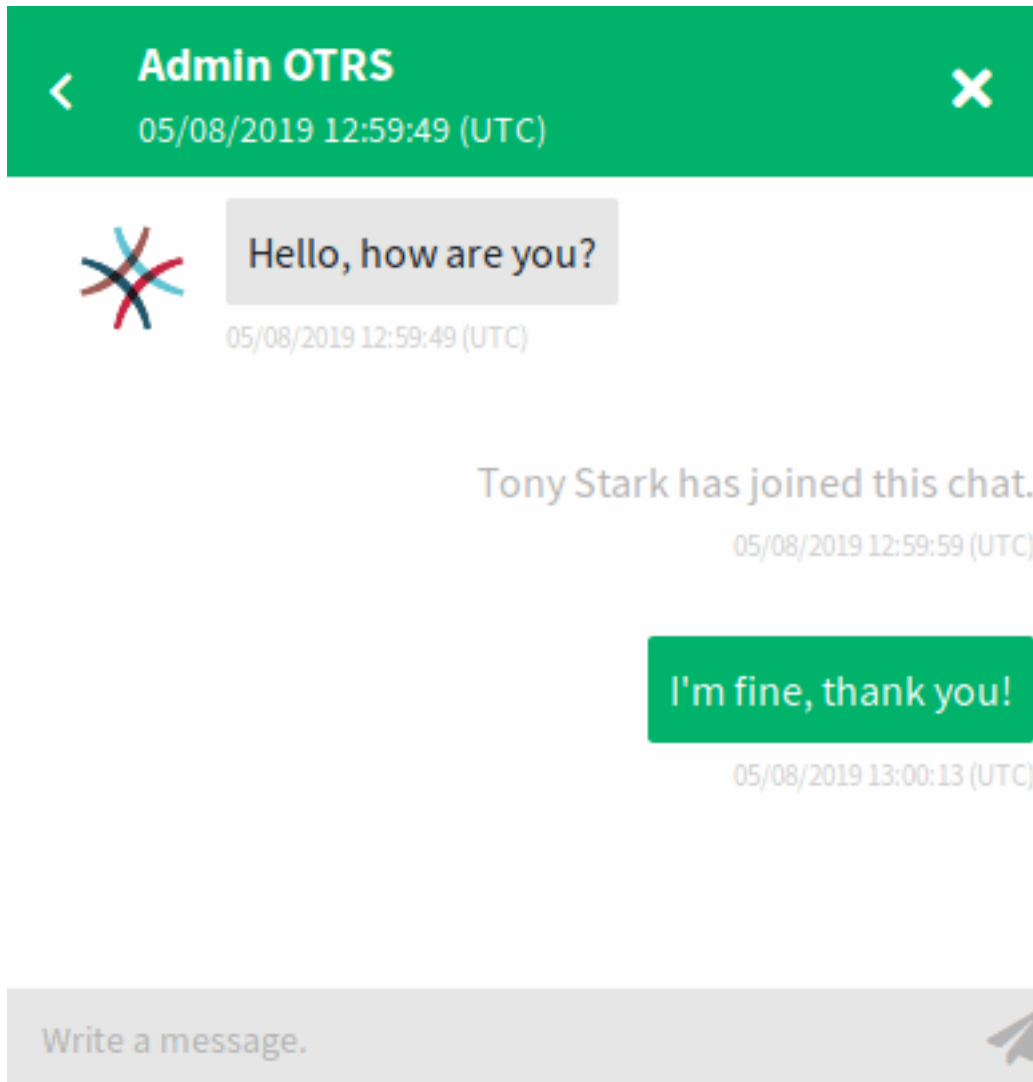 Admin OTRS
05/08/2019 12:59:49 (UTC)
Hello, how are you?
05/08/2019 12:59:49 (UTC)
Tony Stark has joined this chat.
05/08/2019 12:59:59 (UTC)
I'm fine, thank you!
05/08/2019 13:00:13 (UTC)
Write a message.